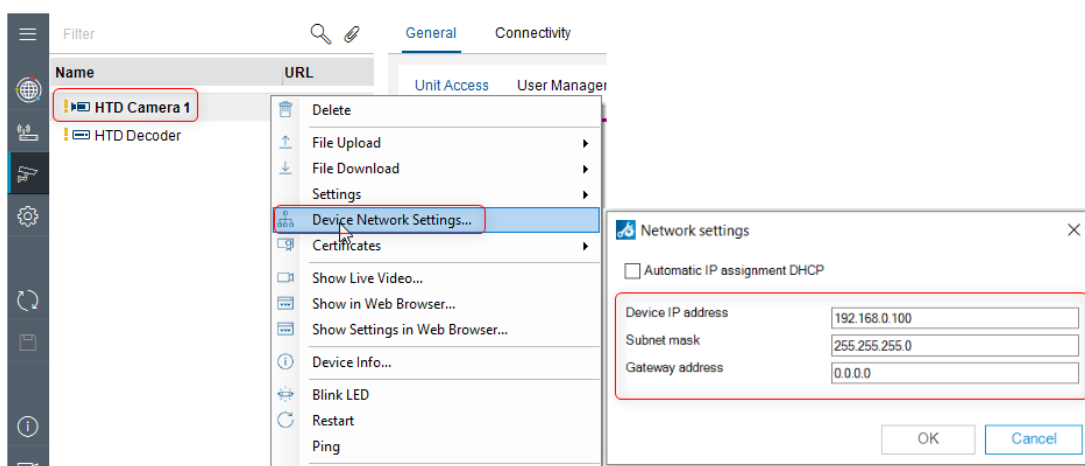 Filter
General Connectivity
Name URL
Unit Access User Manager
HTD Camera 1
HTD Decoder
Delete
File Upload
File Download
Settings
Device Network Settings...
Certificates
Show Live Video...
Show in Web Browser...
Show Settings in Web Browser...
Device Info...
Blink LED
Restart
Ping
Network settings
Automatic IP assignment DHCP
Device IP address 192.168.0.100
Subnet mask 255.255.255.0
Gateway address 0.0.0.0
OK Cancel